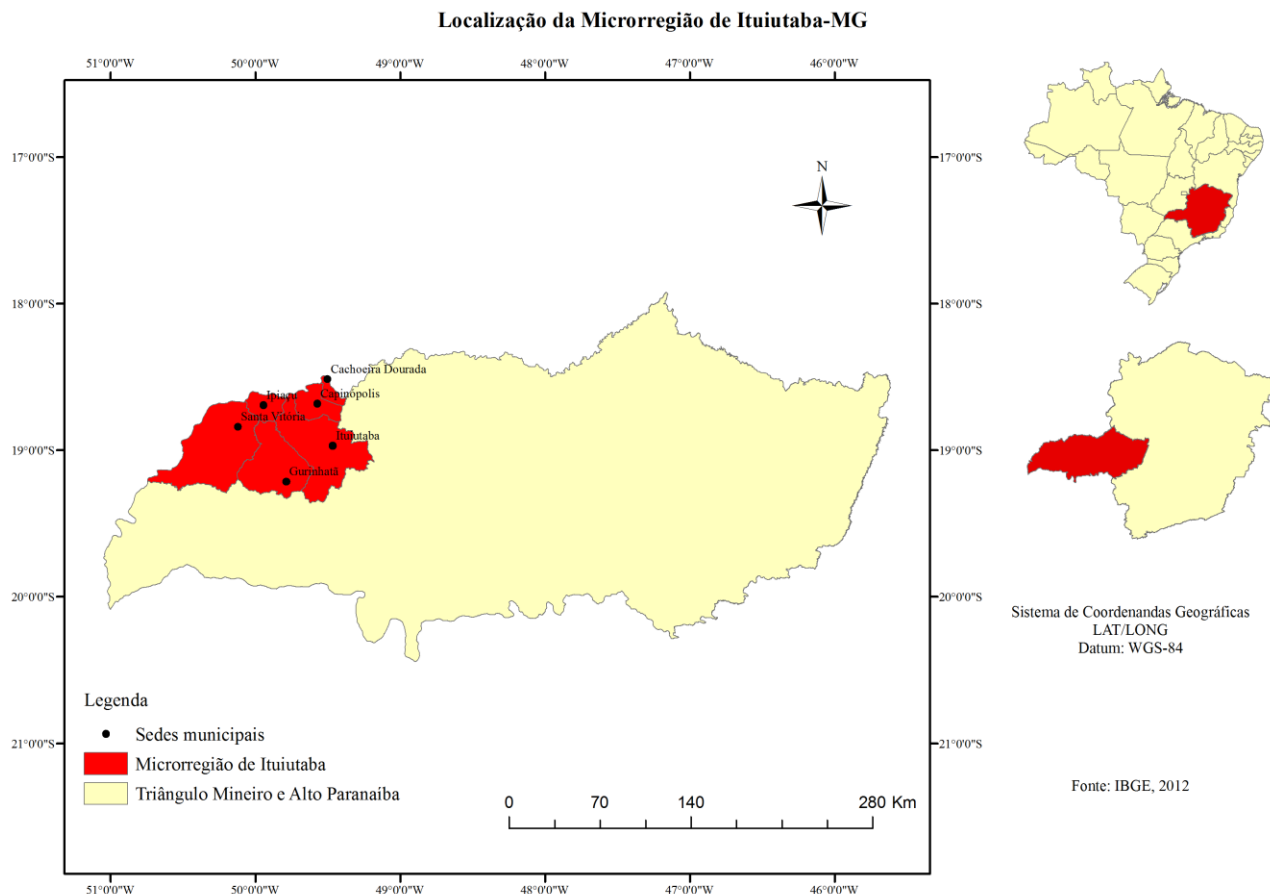 Localização da Microrregião de Ituiutaba-MG
51°0'0"W
50°0'0"W
49°0'0"W
48°0'0"W
47°0'0"W
46°0'0"W
17°0'0"S
17°0'0"S
N
18°0'0"S
18°0'0"S
Cachoeira Dourada
Ipiaçu
Capinópolis
Santa Vitória
Ituiutaba
19°0'0"S
19°0'0"S
Gurinhatã
20°0'0"S
20°0'0"S
Sistema de Coordenandas Geográficas
LAT/LONG
Datum: WGS-84
Legenda
Sedes municipais
21°0'0"S
21°0'0"S
Microrregião de Ituiutaba
Triângulo Mineiro e Alto Paranaíba
0 70 140 280 Km
Fonte: IBGE, 2012
51°0'0"W
50°0'0"W
49°0'0"W
48°0'0"W
47°0'0"W
46°0'0"W